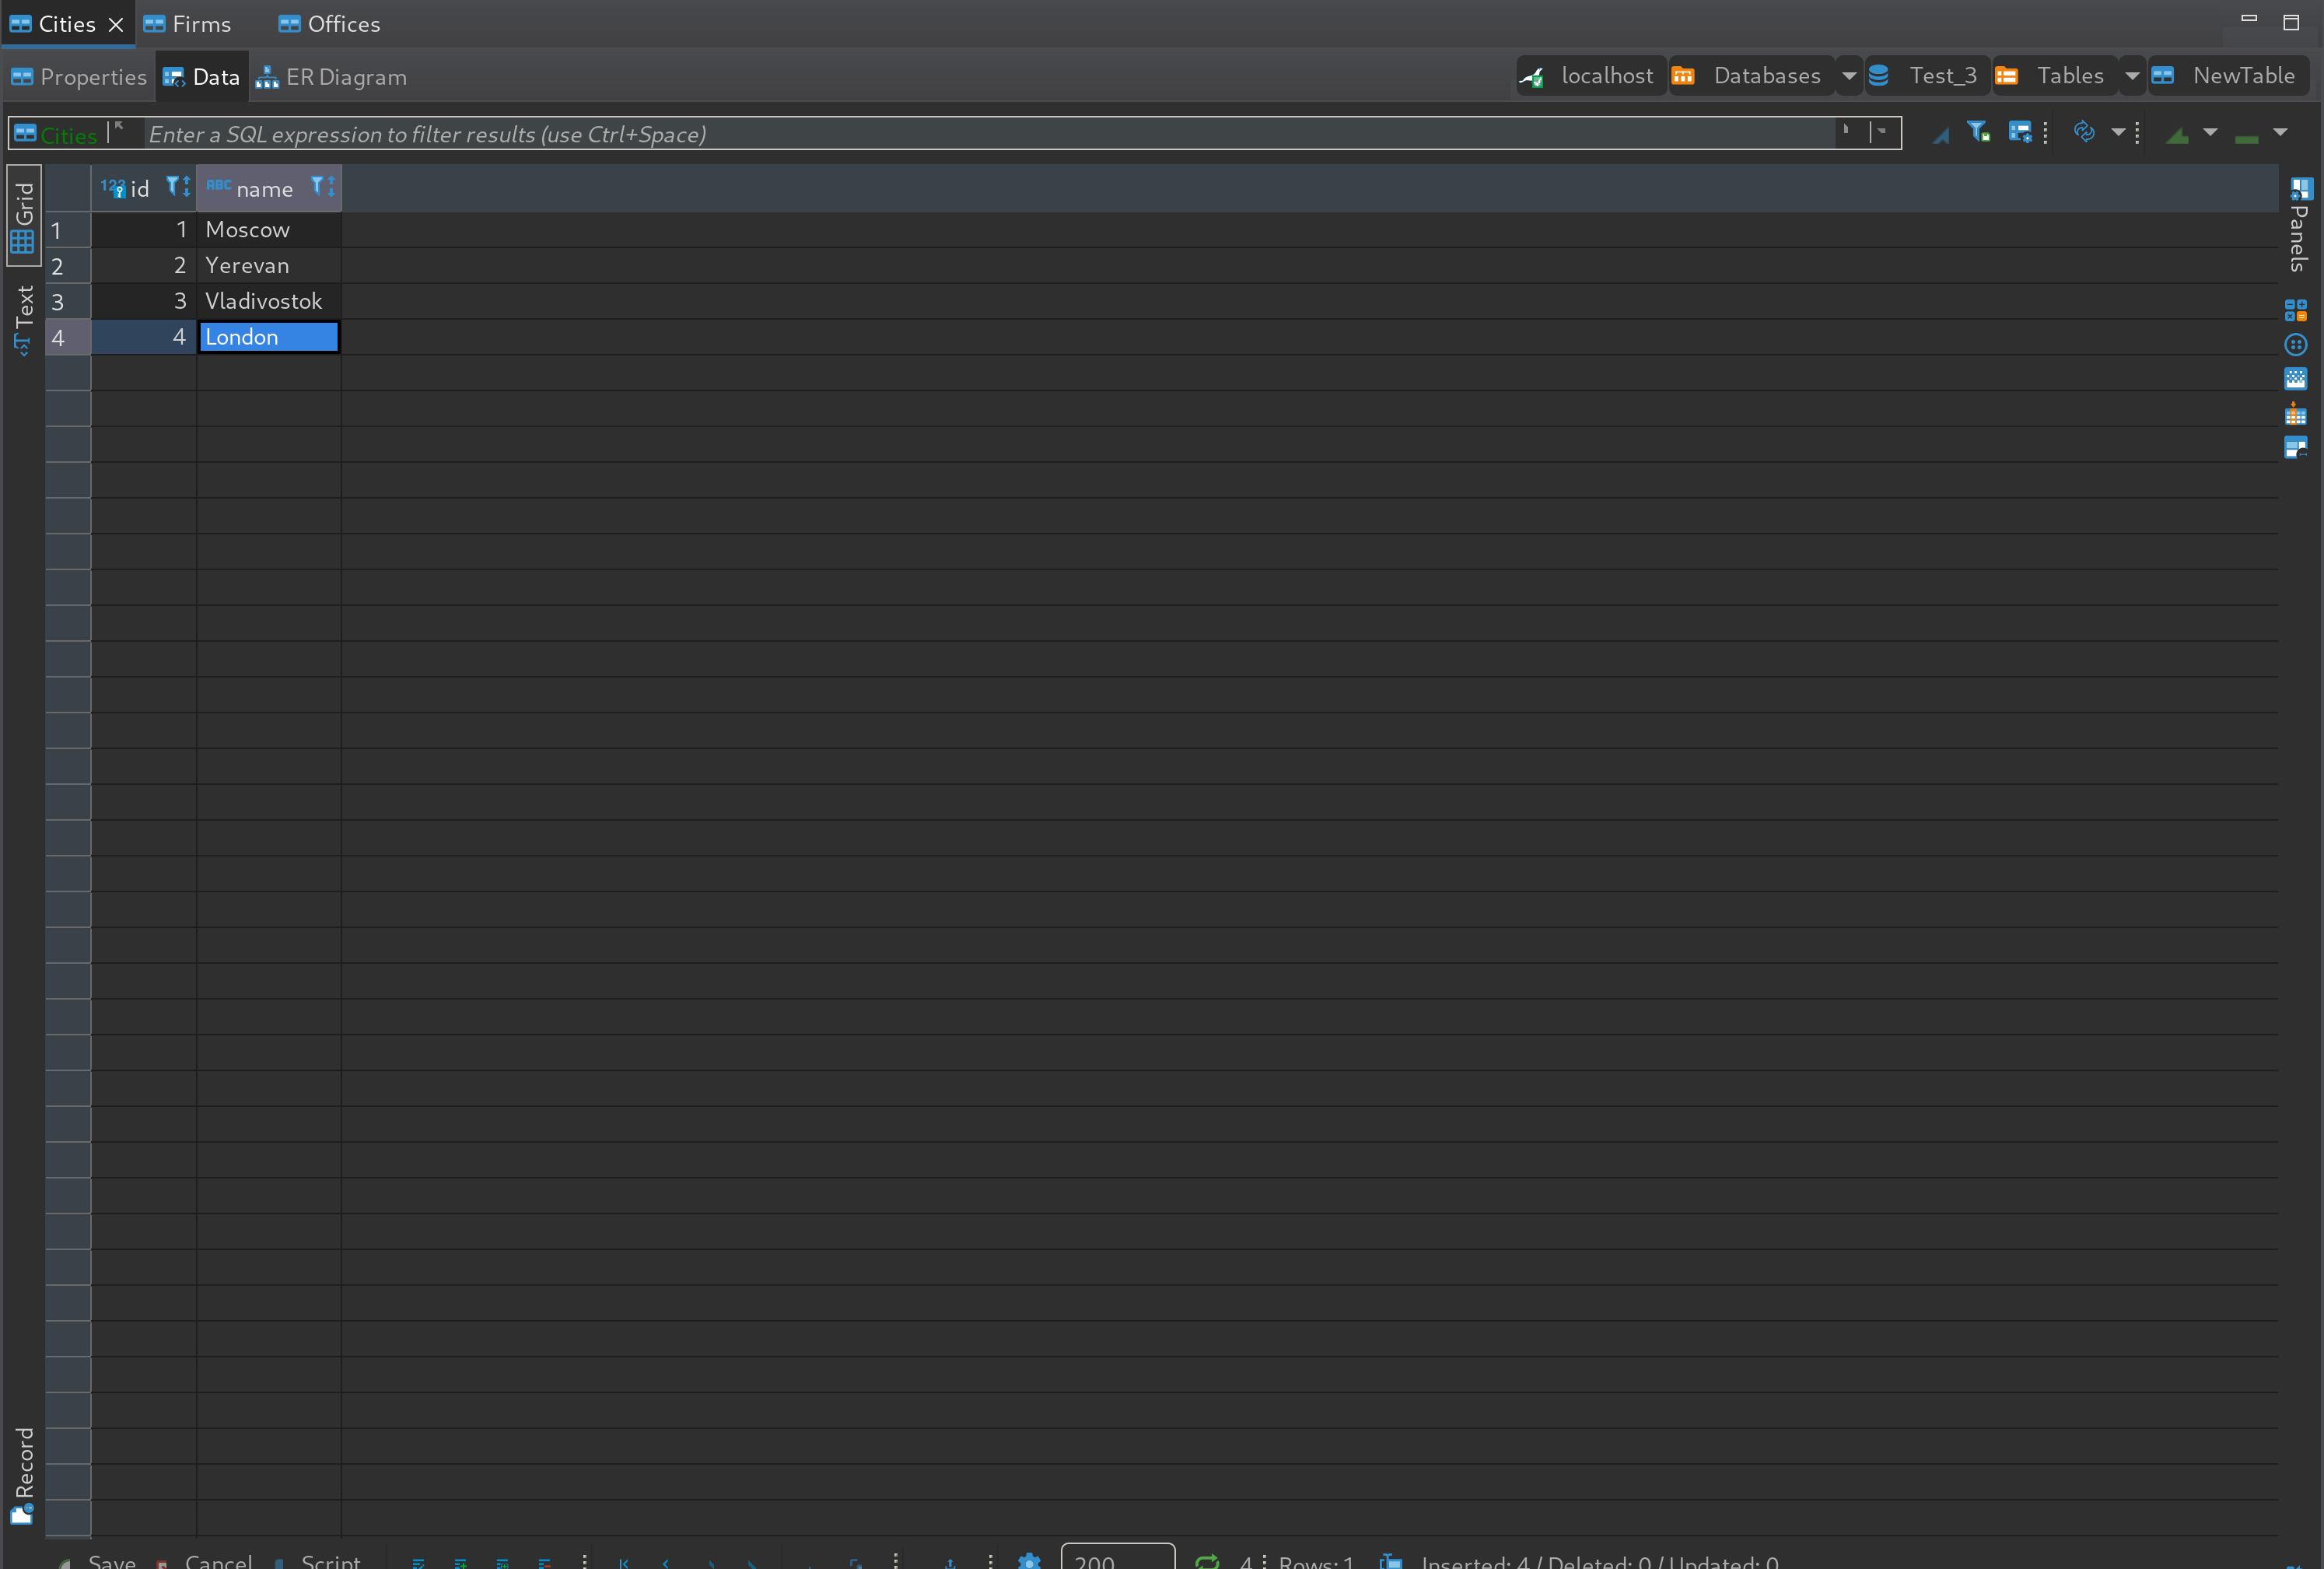 Cities Firms Offices
Properties Data ER Diagram localhost Databases Test_3 Tables NewTable
Cities Enter a SQL expression to filter results (use Ctrl+Space)
Grid
Text
Record
Panels
123 id ABC name
1 1 Moscow
2 2 Yerevan
3 3 Vladivostok
4 4 London
Save Cancel Script 200 4 Rows: 1 Inserted: 4 / Deleted: 0 / Updated: 0